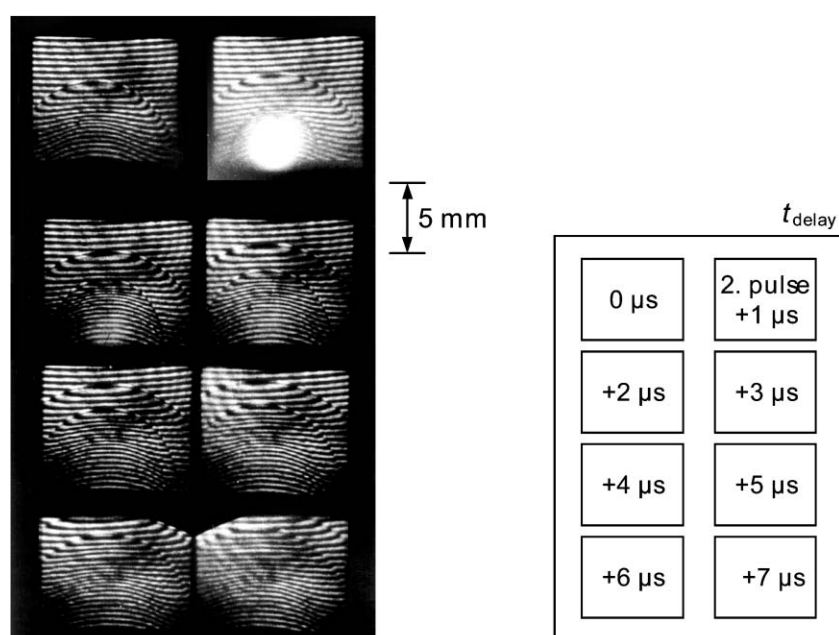 5 mm
t delay
0 µs
2. pulse
+1 µs
+2 µs
+3 µs
+4 µs
+5 µs
+6 µs
+7 µs